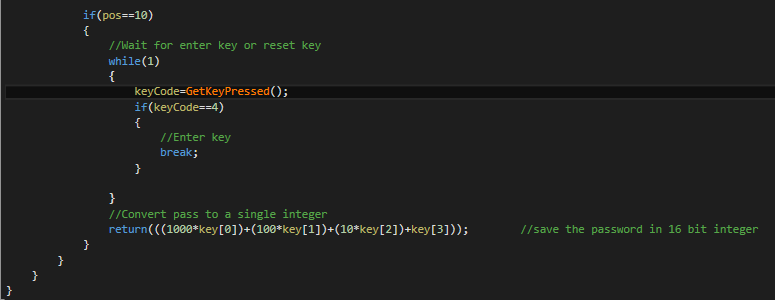 if(pos==10)
{
//Wait for enter key or reset key
while(1)
{
keyCode=GetKeyPressed();
if(keyCode==4)
{
//Enter key
break;
}
}
//Convert pass to a single integer
return(((1000*key[0])+(100*key[1])+(10*key[2])+key[3])); //save the password in 16 bit integer
}
}
}
}